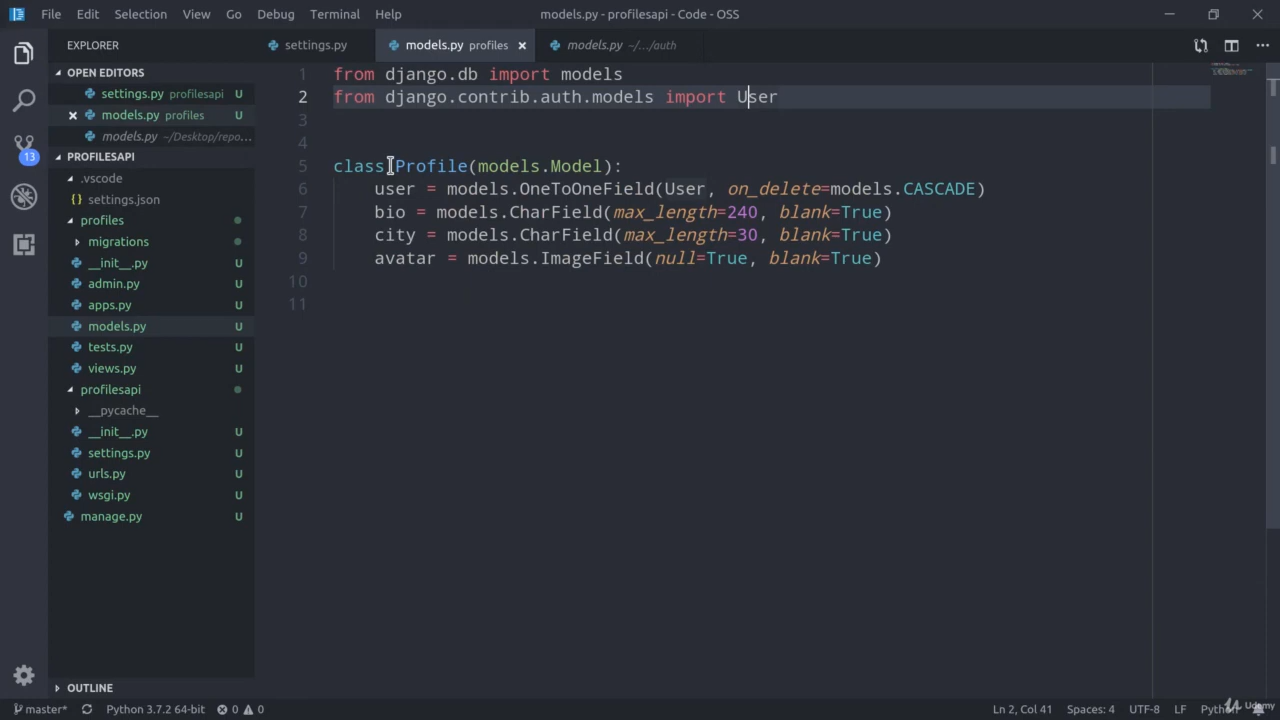 File Edit Selection View Go Debug Terminal Help models.py - profilesapi - Code - OSS
EXPLORER
settings.py models.py profiles models.py ~/.../auth
OPEN EDITORS
settings.py profilesapi U
models.py profiles U
models.py ~/Desktop/repo...
PROFILESAPI
.vscode
settings.json
profiles
migrations
__init__.py U
admin.py U
apps.py U
models.py U
tests.py U
views.py U
profilesapi
__pycache__
__init__.py U
settings.py U
urls.py U
wsgi.py U
manage.py U
OUTLINE
13
1 from django.db import models
2 from django.contrib.auth.models import User
3
4
5 class Profile(models.Model):
6 user = models.OneToOneField(User, on_delete=models.CASCADE)
7 bio = models.CharField(max_length=240, blank=True)
8 city = models.CharField(max_length=30, blank=True)
9 avatar = models.ImageField(null=True, blank=True)
10
11
master* Python 3.7.2 64-bit 0 0 Ln 2, Col 41 Spaces: 4 UTF-8 LF Python
Udemy